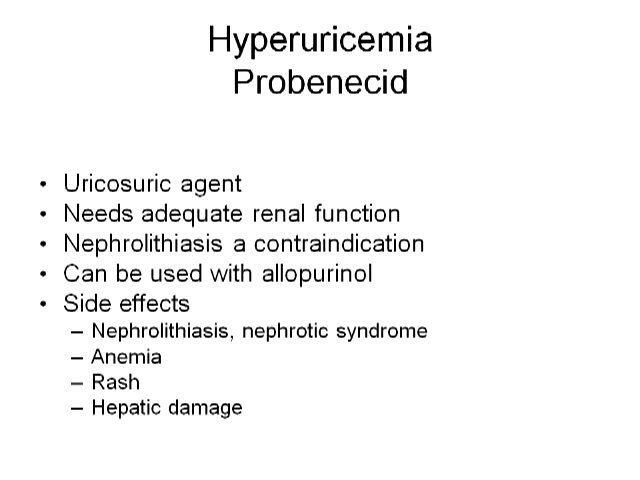 Hyperuricemia
Probenecid
• Uricosuric agent
• Needs adequate renal function
• Nephrolithiasis a contraindication
• Can be used with allopurinol
• Side effects
– Nephrolithiasis, nephrotic syndrome
– Anemia
– Rash
– Hepatic damage